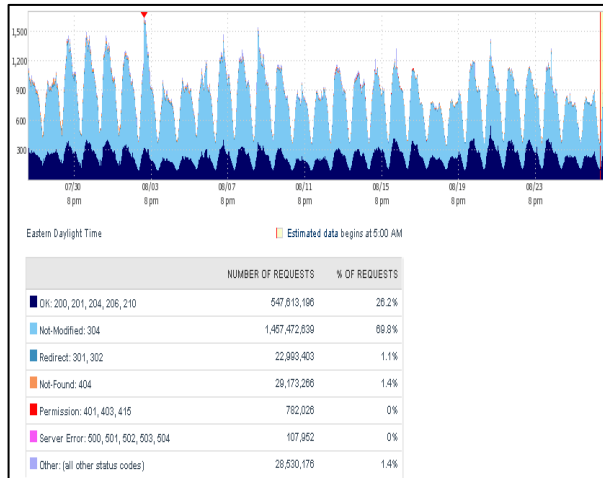 1,500
1,200
900
600
300
07/30 08/03 08/07 08/11 08/15 08/19 08/23
8 pm 8 pm 8 pm 8 pm 8 pm 8 pm 8 pm
Eastern Daylight Time Estimated data begins at 5:00 AM
NUMBER OF REQUESTS % OF REQUESTS
OK: 200, 201, 204, 206, 210 547,613,196 26.2%
Not-Modified: 304 1,457,472,639 69.8%
Redirect: 301, 302 22,993,403 1.1%
Not-Found: 404 29,173,266 1.4%
Permission: 401, 403, 415 782,026 0%
Server Error: 500, 501, 502, 503, 504 107,952 0%
Other: (all other status codes) 28,530,176 1.4%